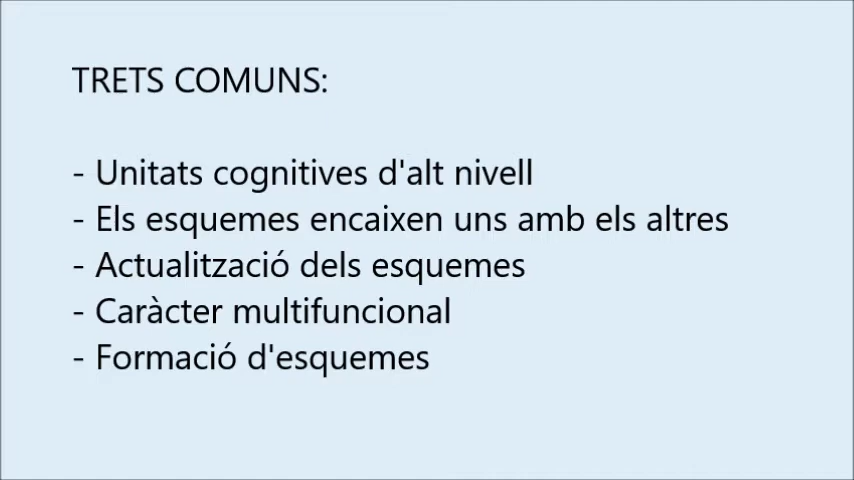 TRETS COMUNS:
- Unitats cognitives d'alt nivell
- Els esquemes encaixen uns amb els altres
- Actualització dels esquemes
- Caràcter multifuncional
- Formació d'esquemes